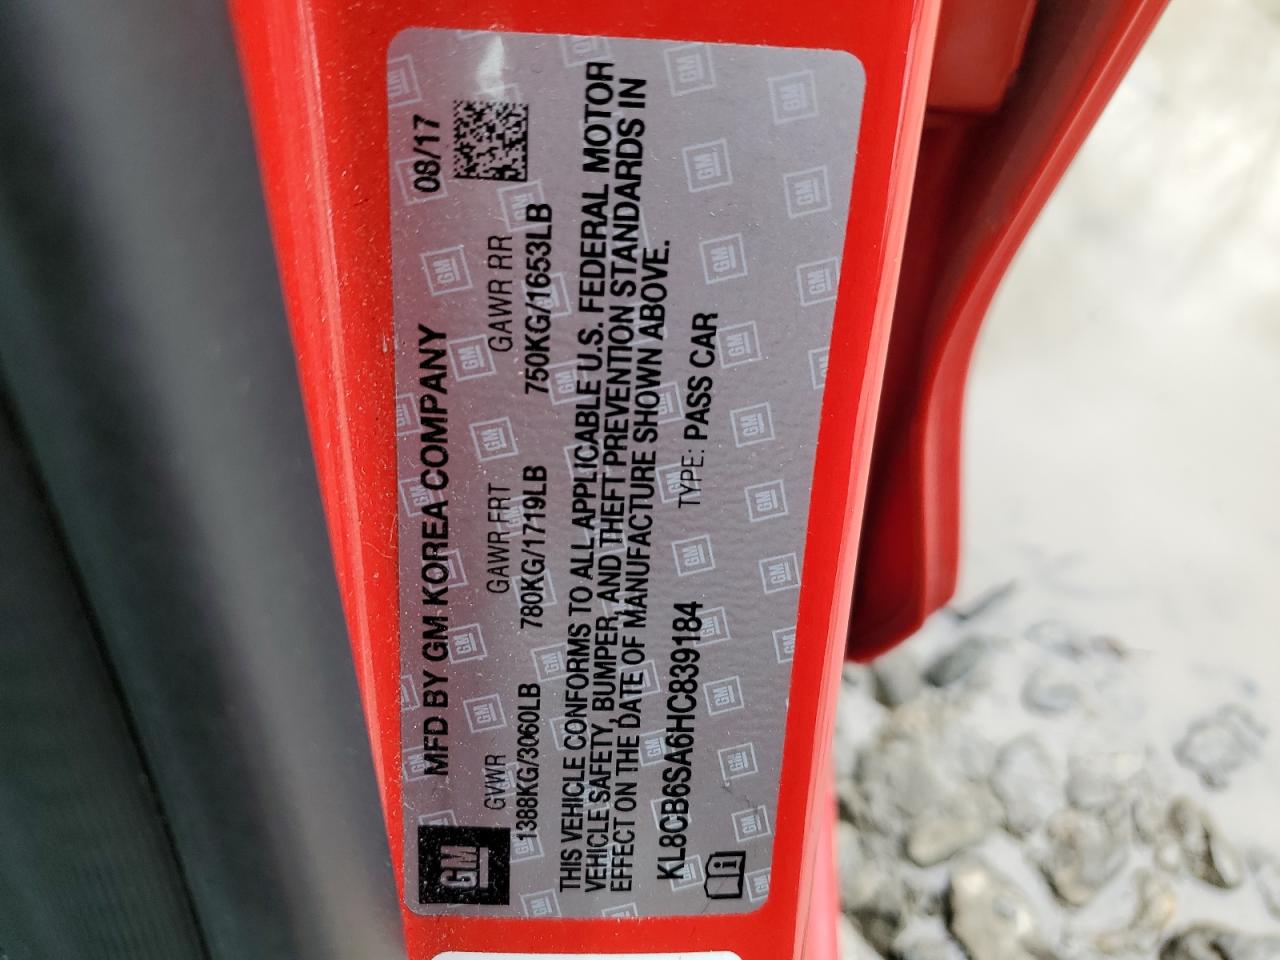 MFD BY GM KOREA COMPANY 08/17
GVWR GAWR FRT GAWR RR
1388KG/3060LB 780KG/1719LB 750KG/1653LB
GM
THIS VEHICLE CONFORMS TO ALL APPLICABLE U.S. FEDERAL MOTOR
VEHICLE SAFETY, BUMPER, AND THEFT PREVENTION STANDARDS IN
EFFECT ON THE DATE OF MANUFACTURE SHOWN ABOVE.
KL8CB6SA6HC839184 TYPE: PASS CAR